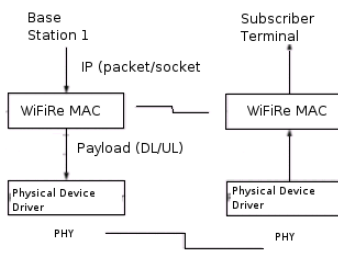 Base
Station 1
Subscriber
Terminal
IP (packet/socket
WiFiRe MAC
WiFiRe MAC
Payload (DL/UL)
Physical Device
Driver
Physical Device
Driver
PHY
PHY